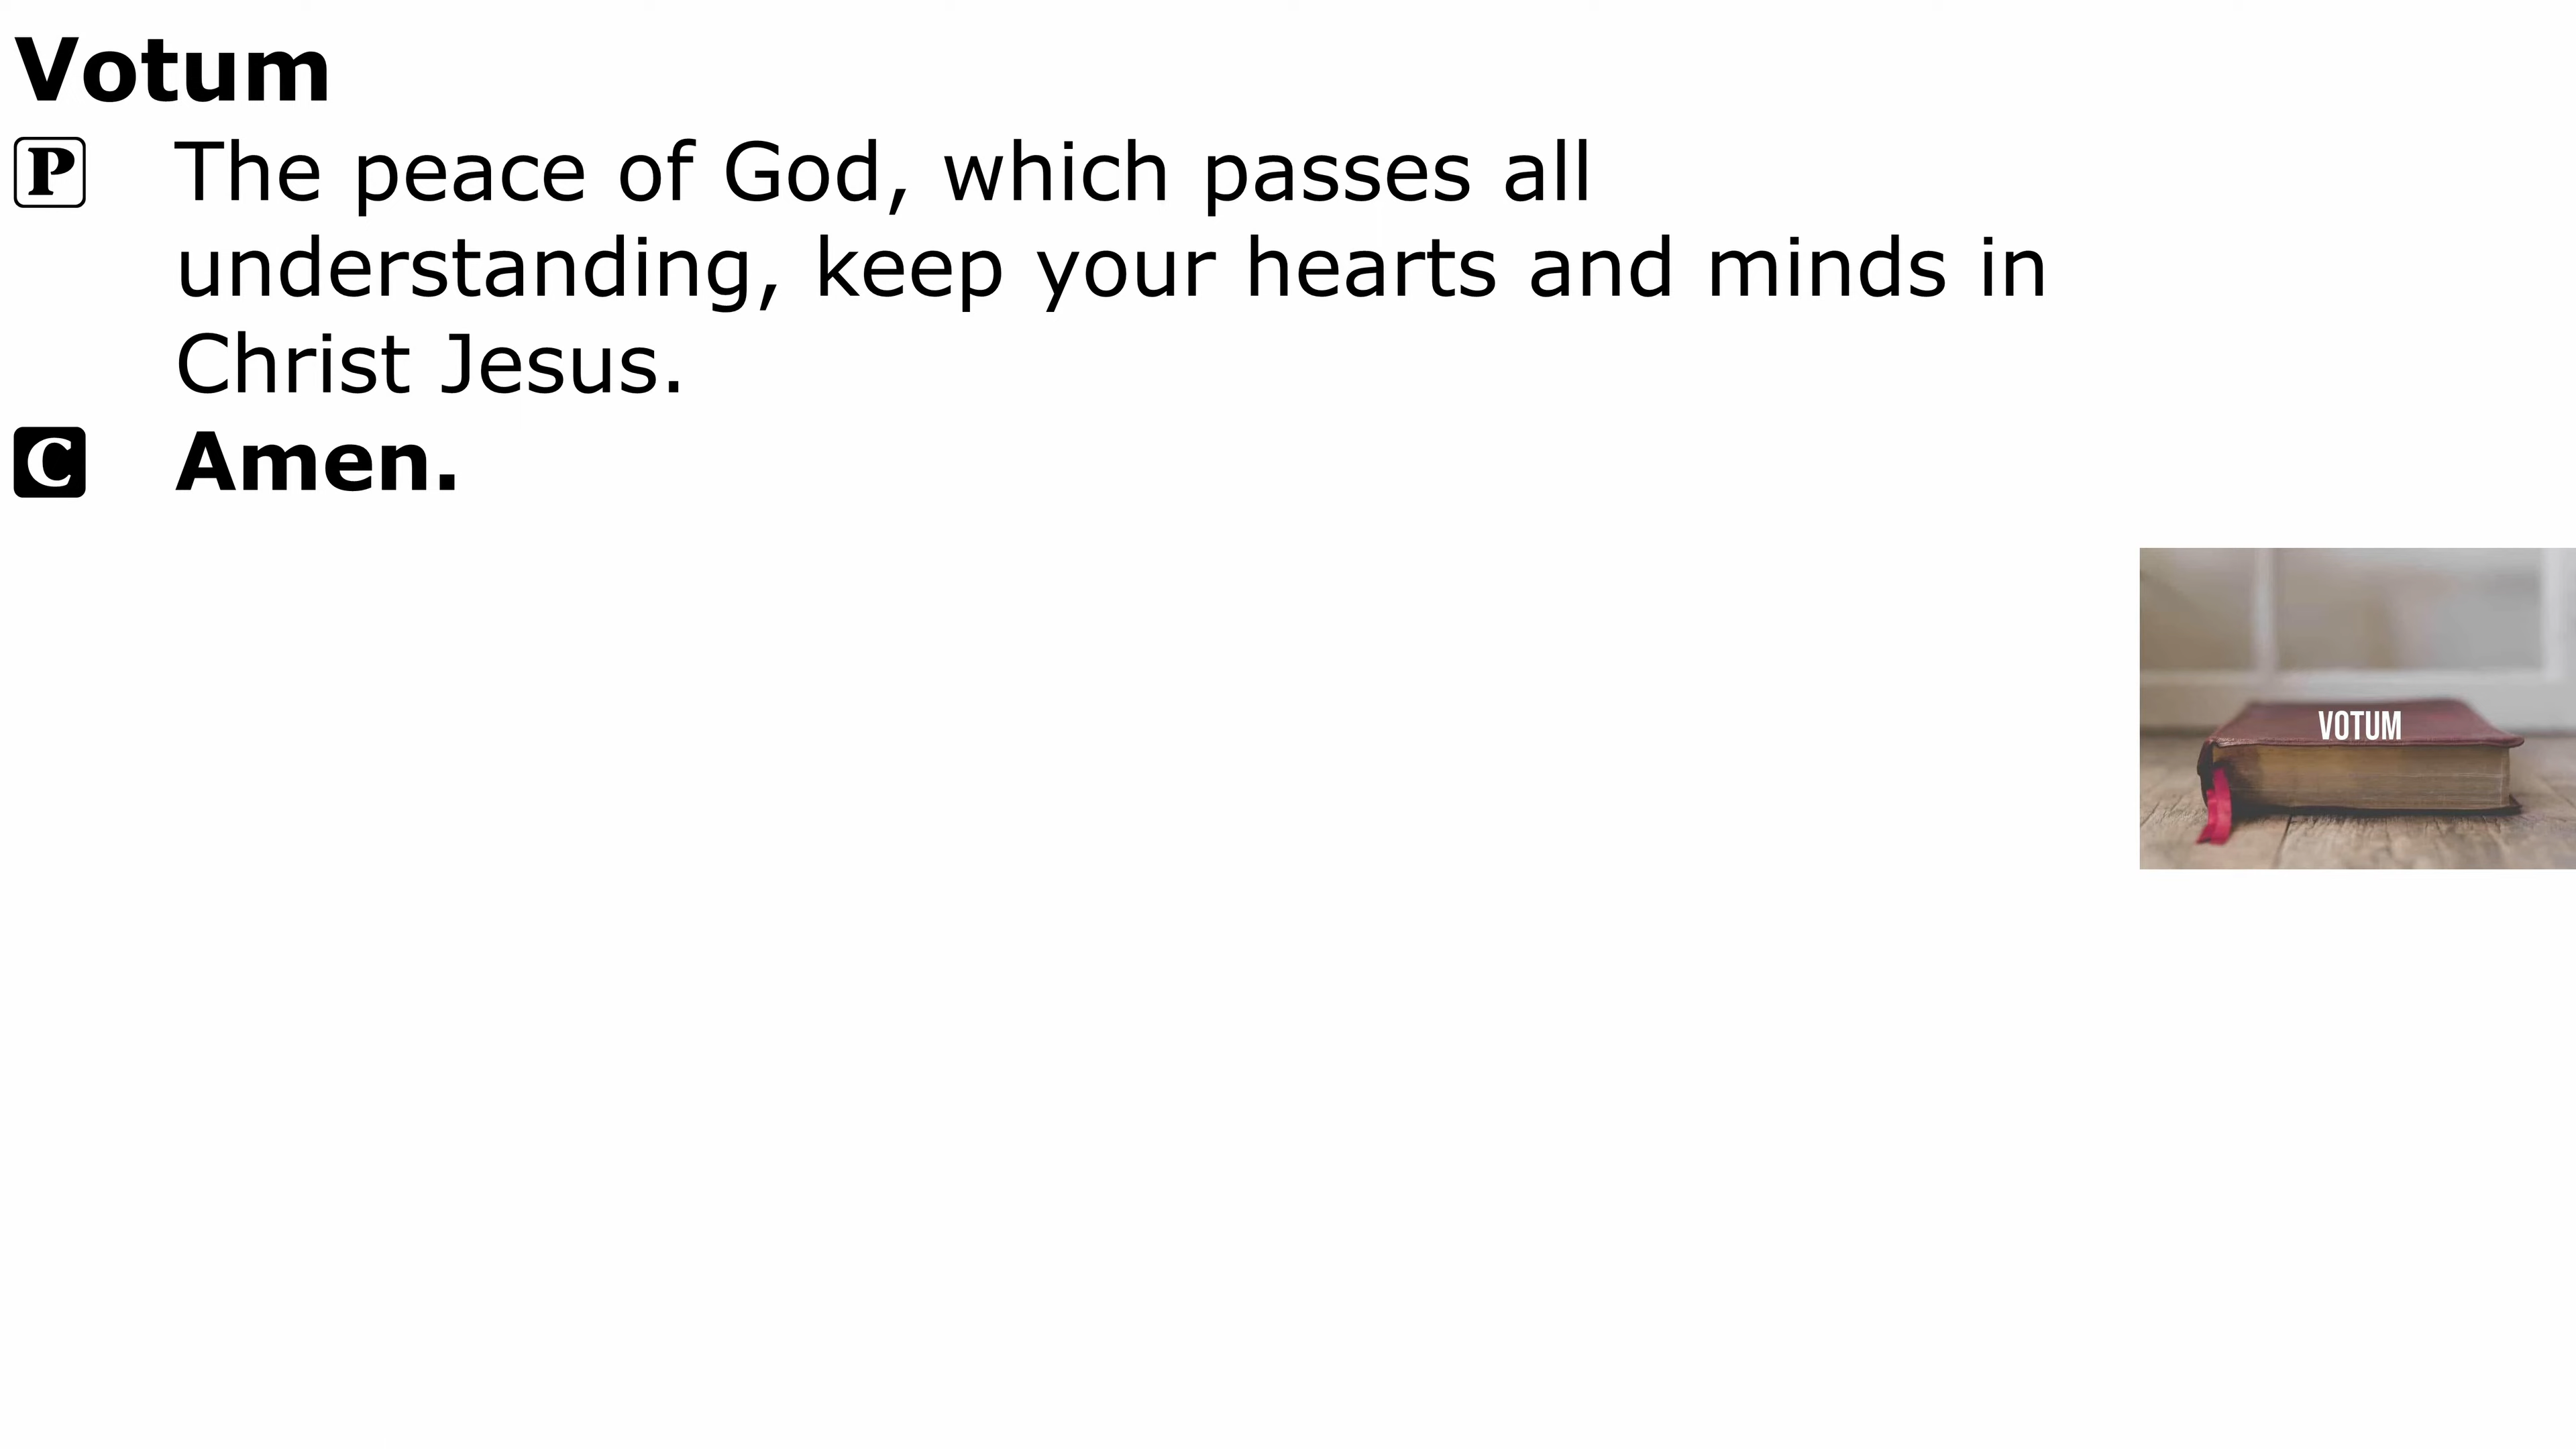 Votum
P The peace of God, which passes all
understanding, keep your hearts and minds in
Christ Jesus.
C Amen.
VOTUM